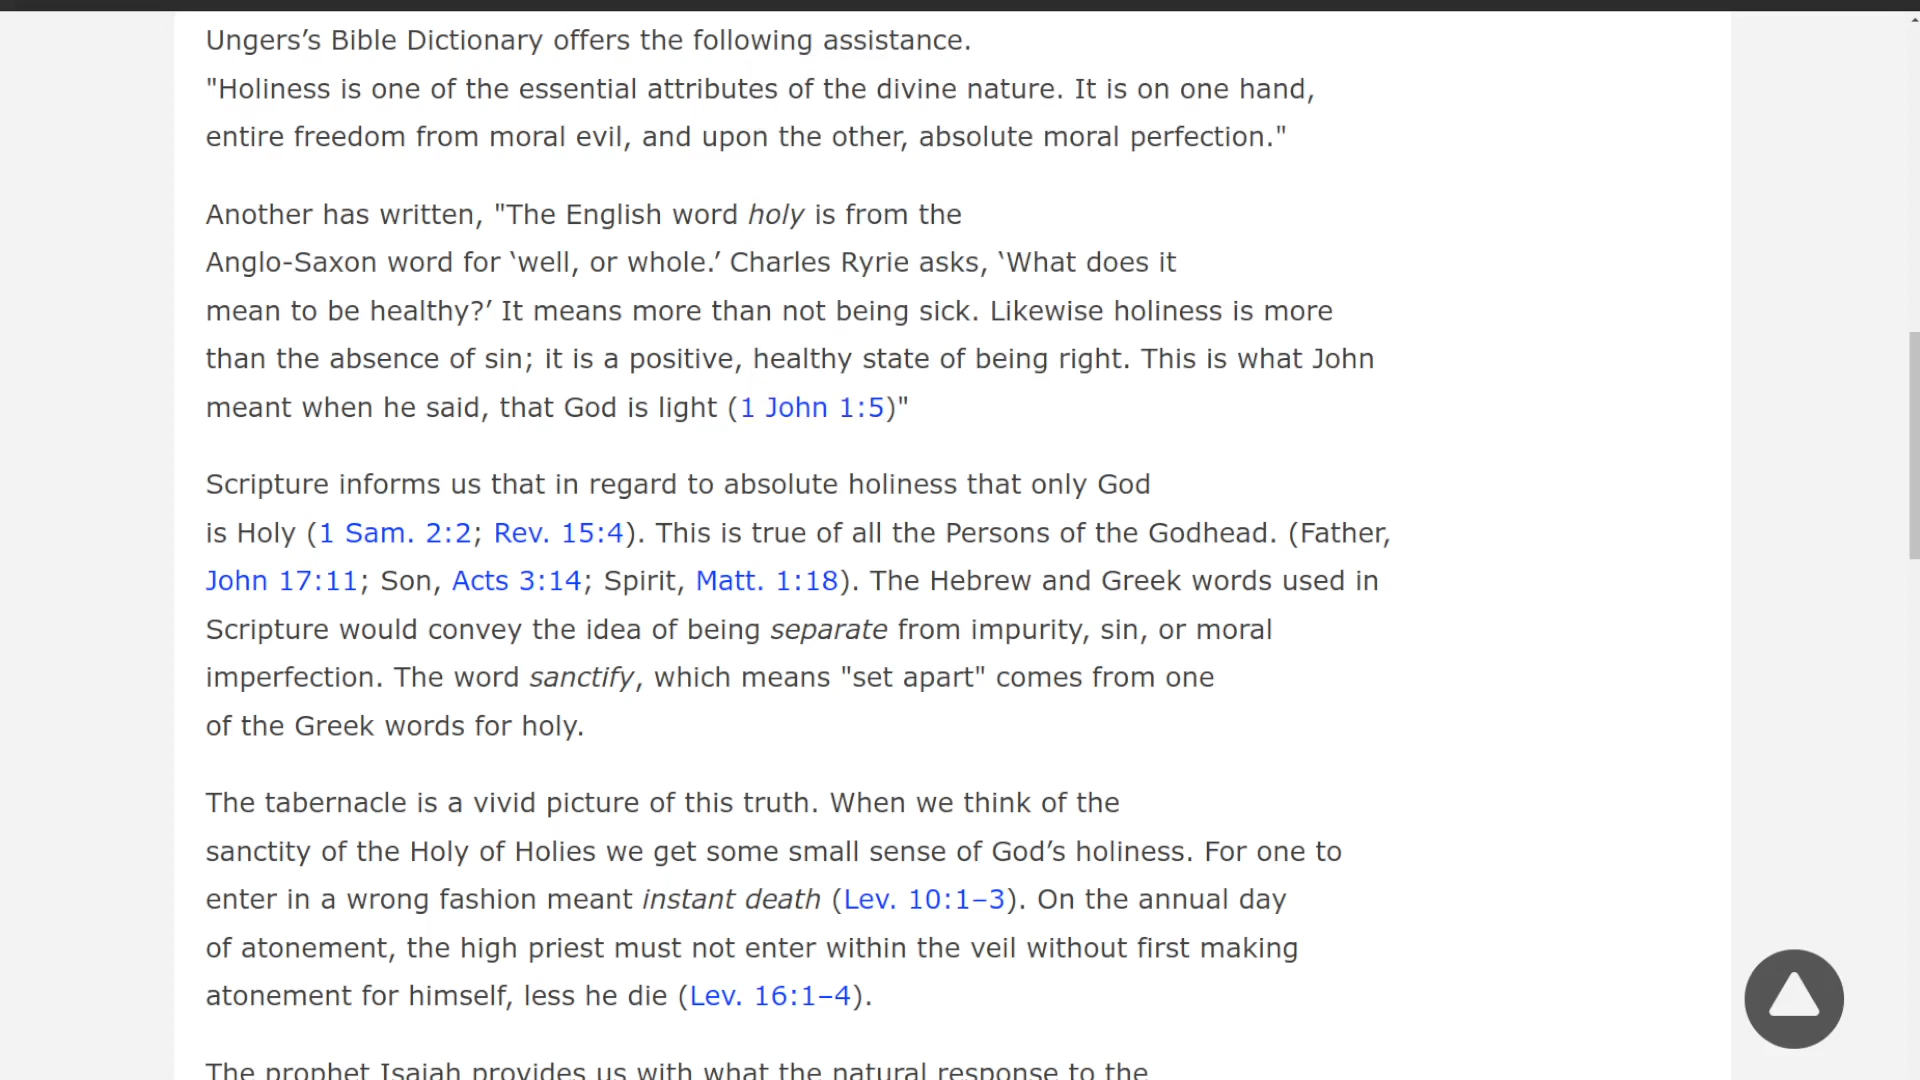 Ungers’s Bible Dictionary offers the following assistance.
"Holiness is one of the essential attributes of the divine nature. It is on one hand,
entire freedom from moral evil, and upon the other, absolute moral perfection."
Another has written, "The English word holy is from the
Anglo-Saxon word for ‘well, or whole.’ Charles Ryrie asks, ‘What does it
mean to be healthy?’ It means more than not being sick. Likewise holiness is more
than the absence of sin; it is a positive, healthy state of being right. This is what John
meant when he said, that God is light (1 John 1:5)"
Scripture informs us that in regard to absolute holiness that only God
is Holy (1 Sam. 2:2; Rev. 15:4). This is true of all the Persons of the Godhead. (Father,
John 17:11; Son, Acts 3:14; Spirit, Matt. 1:18). The Hebrew and Greek words used in
Scripture would convey the idea of being separate from impurity, sin, or moral
imperfection. The word sanctify, which means "set apart" comes from one
of the Greek words for holy.
The tabernacle is a vivid picture of this truth. When we think of the
sanctity of the Holy of Holies we get some small sense of God’s holiness. For one to
enter in a wrong fashion meant instant death (Lev. 10:1–3). On the annual day
of atonement, the high priest must not enter within the veil without first making
atonement for himself, less he die (Lev. 16:1–4).
The prophet Isaiah provides us with what the natural response to the